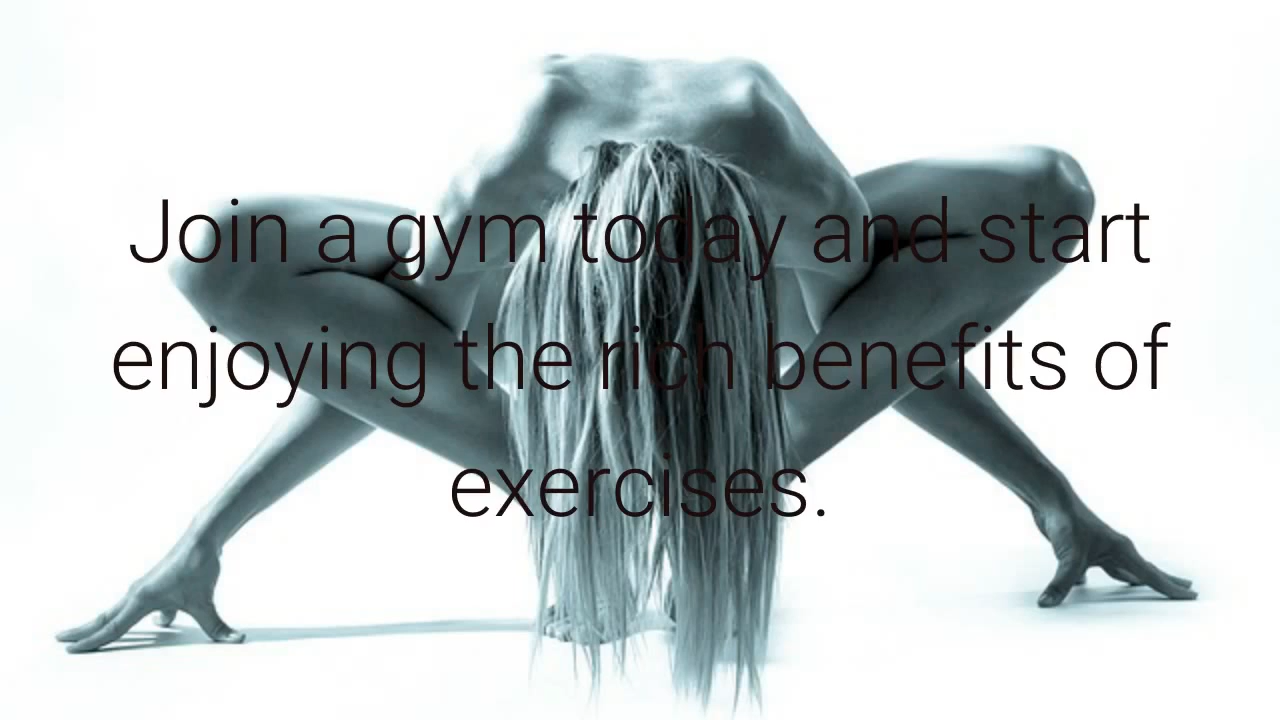 Join a gym today and start
enjoying the rich benefits of
exercises.